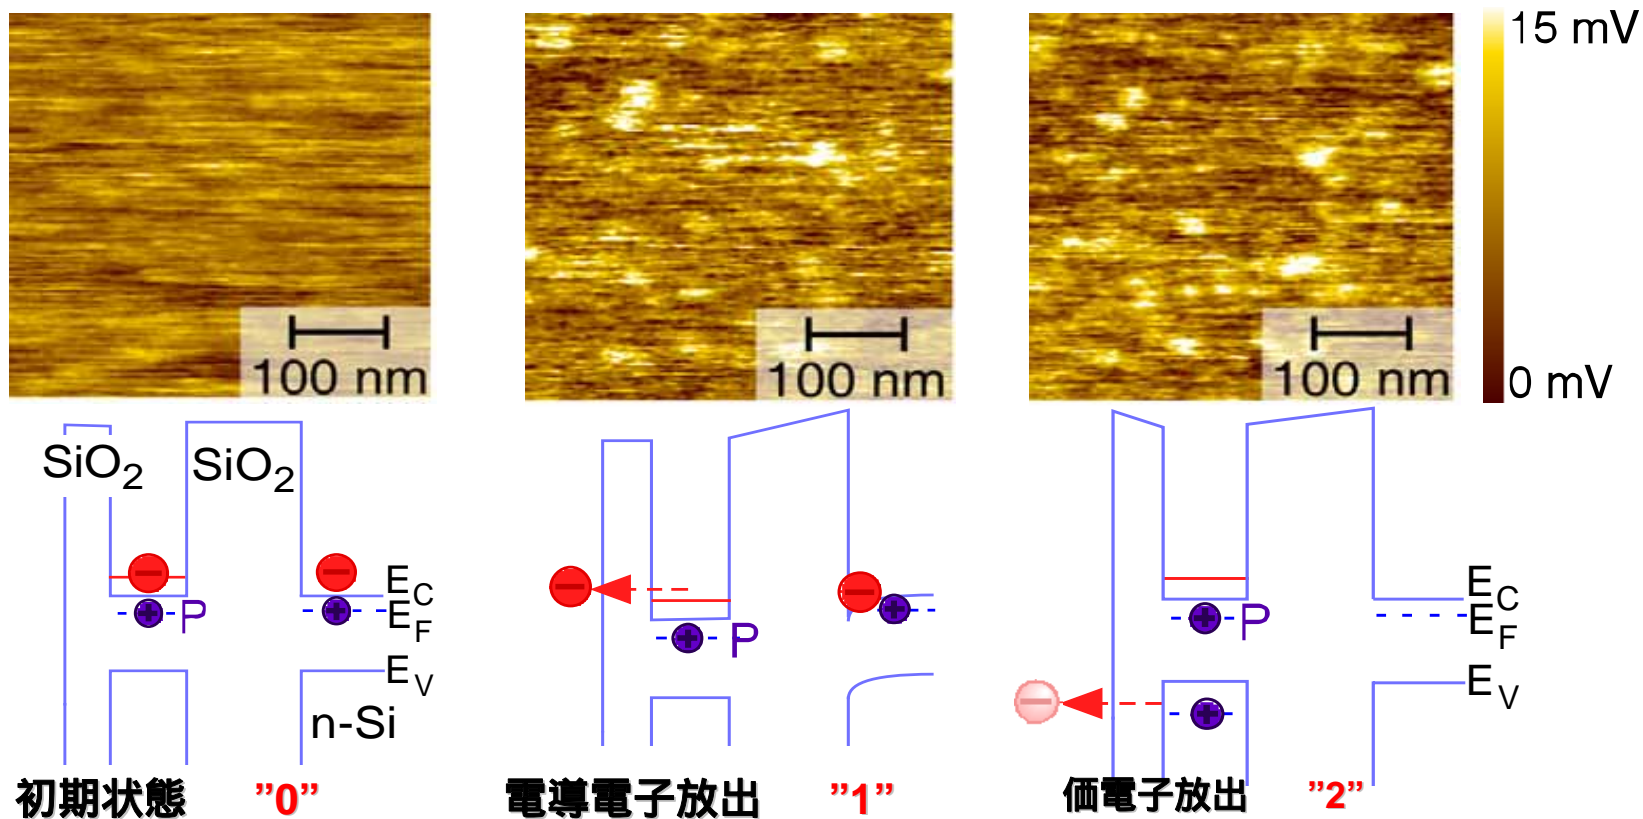 15 mV
100 nm
100 nm
100 nm
0 mV
SiO2
SiO2
EC
P
EF
EV
n-Si
P
EC
P
EF
EV
初期状態 ”0”
電導電子放出 ”1”
価電子放出 ”2”